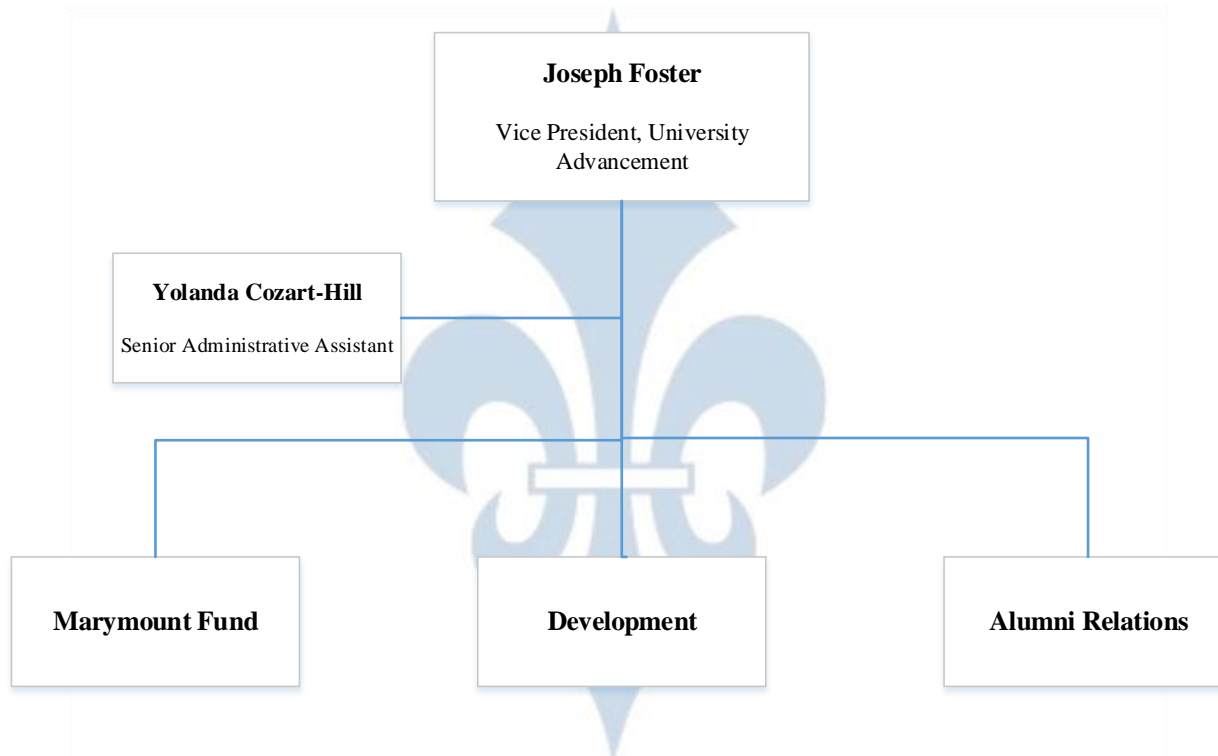 Joseph Foster
Vice President, University
Advancement
Yolanda Cozart-Hill
Senior Administrative Assistant
Marymount Fund
Development
Alumni Relations